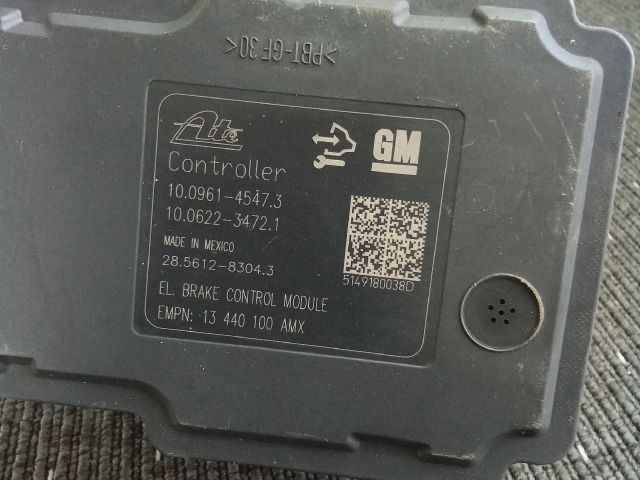 >PBT-GF30<
Ate
GM
Controller
10.0961-4547.3
10.0622-3472.1
MADE IN MEXICO
28.5612-8304.3
5149180038D
EL. BRAKE CONTROL MODULE
EMPN: 13 440 100 AMX